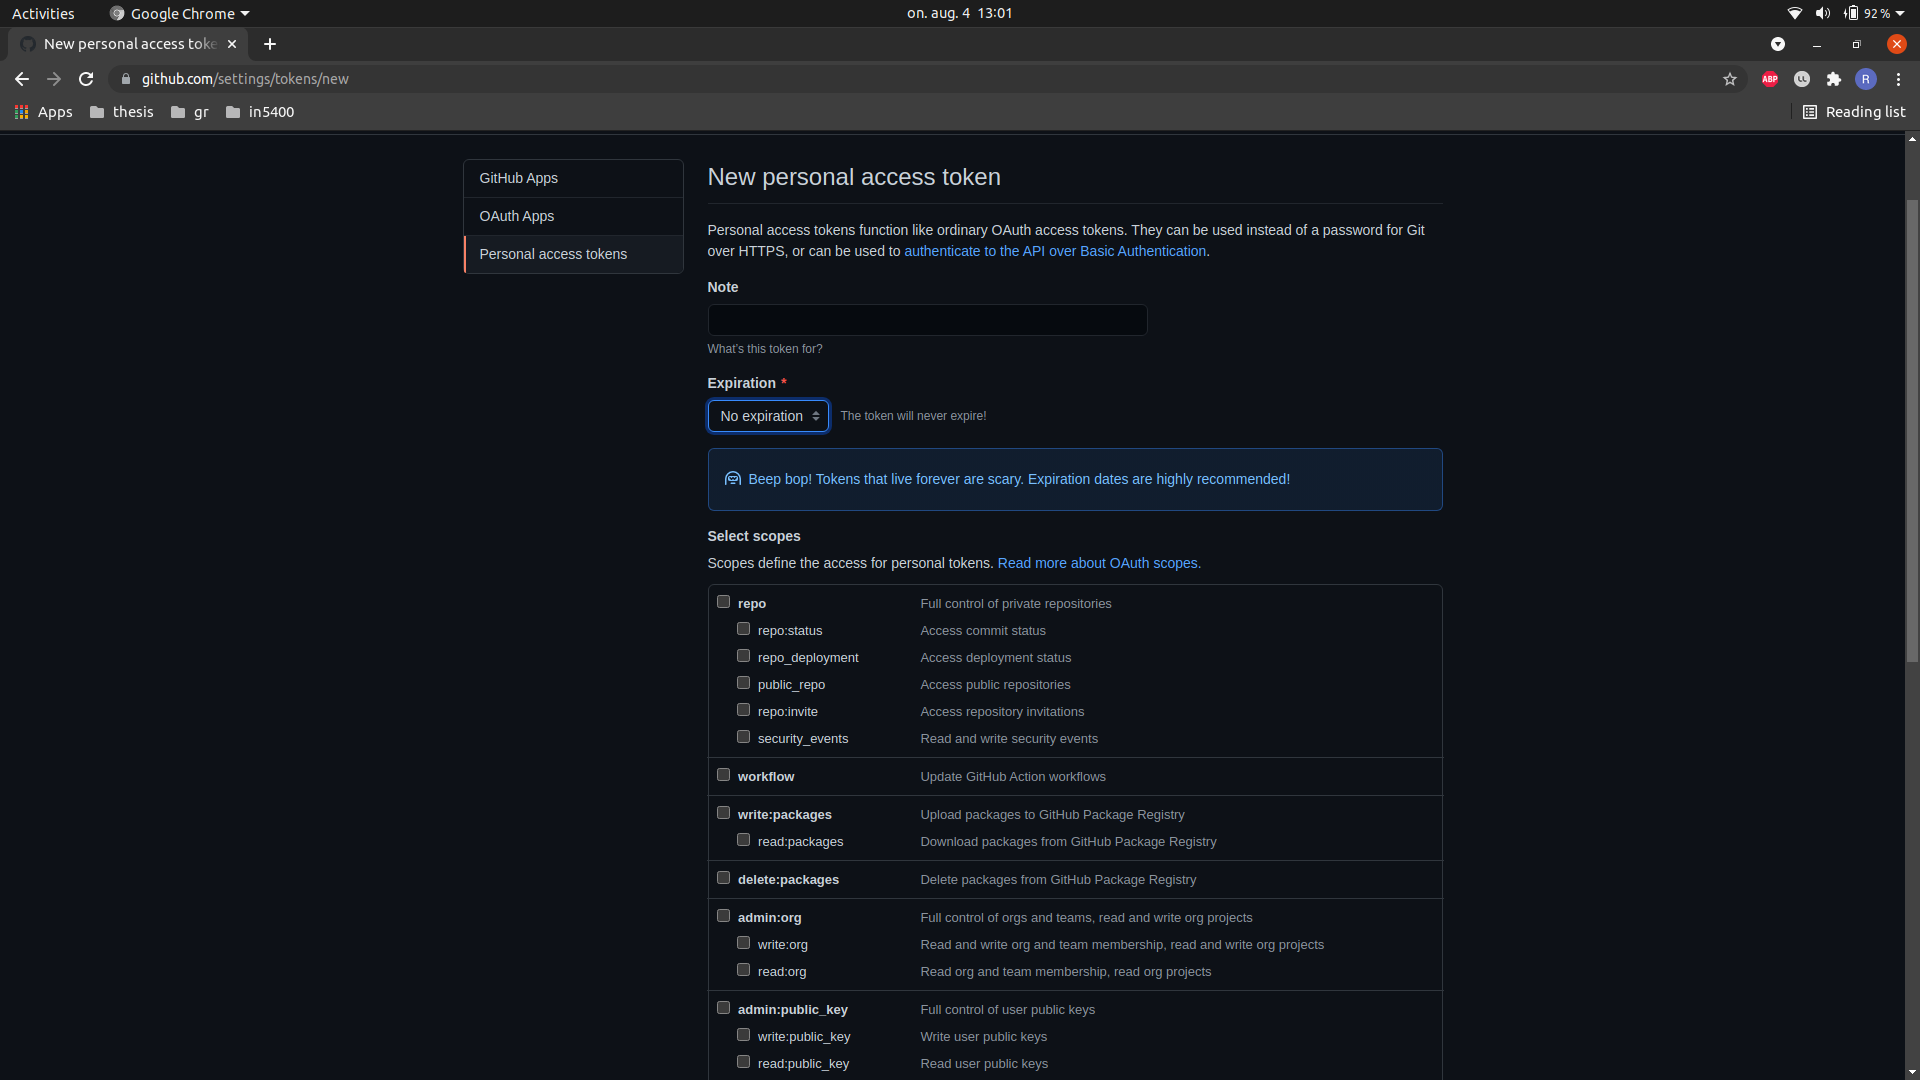 Activities
Google Chrome
on. aug. 4 13:01
92 %
New personal access toke
github.com/settings/tokens/new
ABP
R
Apps
thesis
gr
in5400
Reading list
GitHub Apps
OAuth Apps
Personal access tokens
New personal access token
Personal access tokens function like ordinary OAuth access tokens. They can be used instead of a password for Git
over HTTPS, or can be used to authenticate to the API over Basic Authentication.
Note
What's this token for?
Expiration *
No expiration
The token will never expire!
Beep bop! Tokens that live forever are scary. Expiration dates are highly recommended!
Select scopes
Scopes define the access for personal tokens. Read more about OAuth scopes.
repo Full control of private repositories
repo:status Access commit status
repo_deployment Access deployment status
public_repo Access public repositories
repo:invite Access repository invitations
security_events Read and write security events
workflow Update GitHub Action workflows
write:packages Upload packages to GitHub Package Registry
read:packages Download packages from GitHub Package Registry
delete:packages Delete packages from GitHub Package Registry
admin:org Full control of orgs and teams, read and write org projects
write:org Read and write org and team membership, read and write org projects
read:org Read org and team membership, read org projects
admin:public_key Full control of user public keys
write:public_key Write user public keys
read:public_key Read user public keys